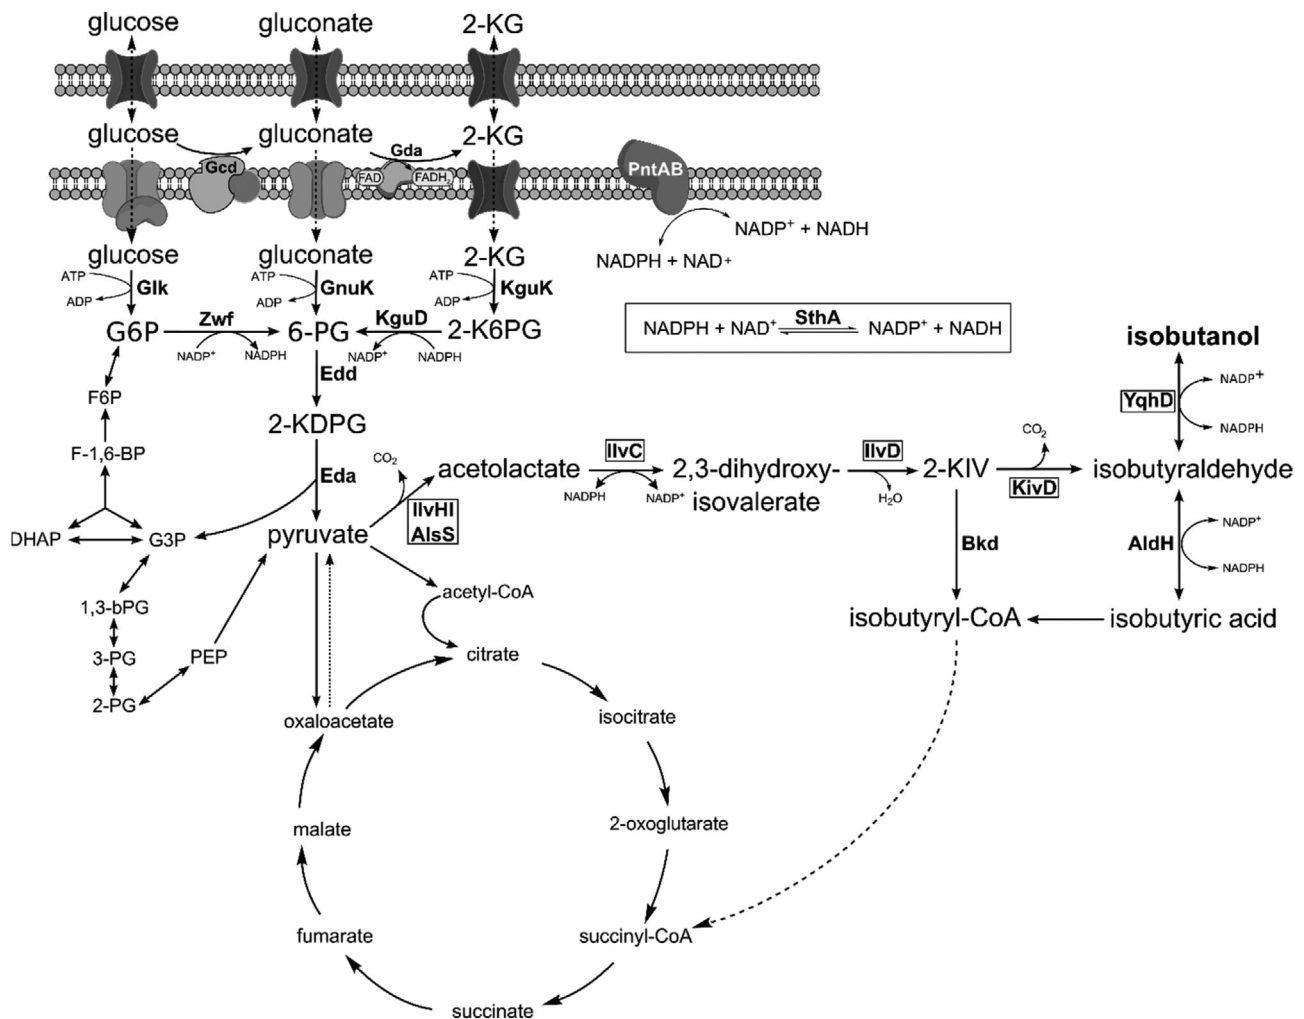 glucose gluconate 2-KG
glucose gluconate 2-KG
Gcd
Gda
FAD FADH2
PntAB
NADP+ + NADH
NADPH + NAD+
glucose gluconate 2-KG
ATP Glk ADP
ATP GnuK ADP
ATP KguK ADP
G6P Zwf 6-PG KguD 2-K6PG
NADP+ NADPH NADP+ NADPH
NADPH + NAD+ SthA NADP+ + NADH
isobutanol
YqhD NADP+
NADPH
Edd
F6P
2-KDPG
F-1,6-BP
Eda
CO2
acetolactate IlvC 2,3-dihydroxy-
isovalerate
NADPH NADP+
IlvD
H2O
2-KIV
CO2
KivD
isobutyraldehyde
IlvHI
AlsS
DHAP G3P pyruvate
Bkd
AldH NADP+
NADPH
acetyl-CoA
1,3-bPG
isobutyryl-CoA isobutyric acid
3-PG PEP
citrate
2-PG
oxaloacetate isocitrate
malate 2-oxoglutarate
fumarate succinyl-CoA
succinate